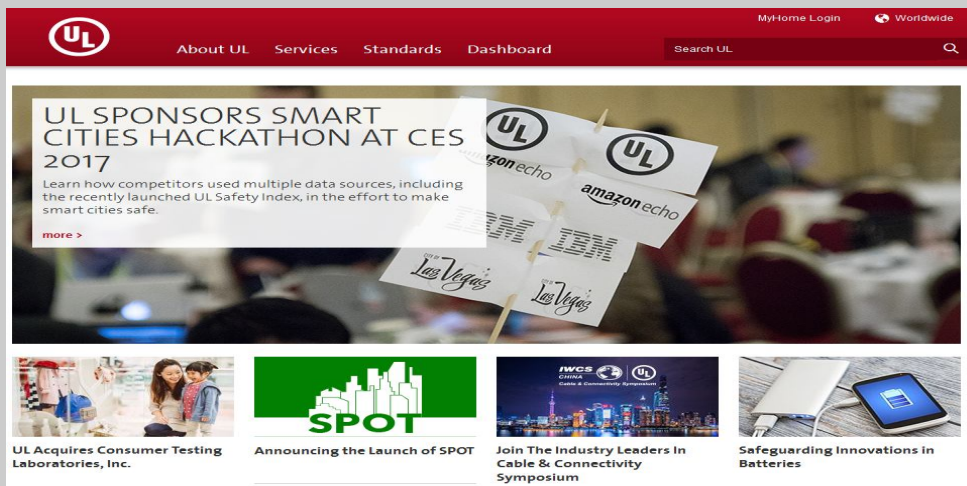 MyHome Login
Worldwide
UL
About UL
Services
Standards
Dashboard
Search UL
UL SPONSORS SMART
CITIES HACKATHON AT CES
2017
Learn how competitors used multiple data sources, including
the recently launched UL Safety Index, in the effort to make
smart cities safe.
more >
UL
UL
zon echo
amazon echo
IBM
IBM
CITY OF
Las Vegas
Las Vegas
SPOT
IWCS
CHINA
UL
Cable & Connectivity Symposium
UL Acquires Consumer Testing
Laboratories, Inc.
Announcing the Launch of SPOT
Join The Industry Leaders In
Cable & Connectivity
Symposium
Safeguarding Innovations in
Batteries